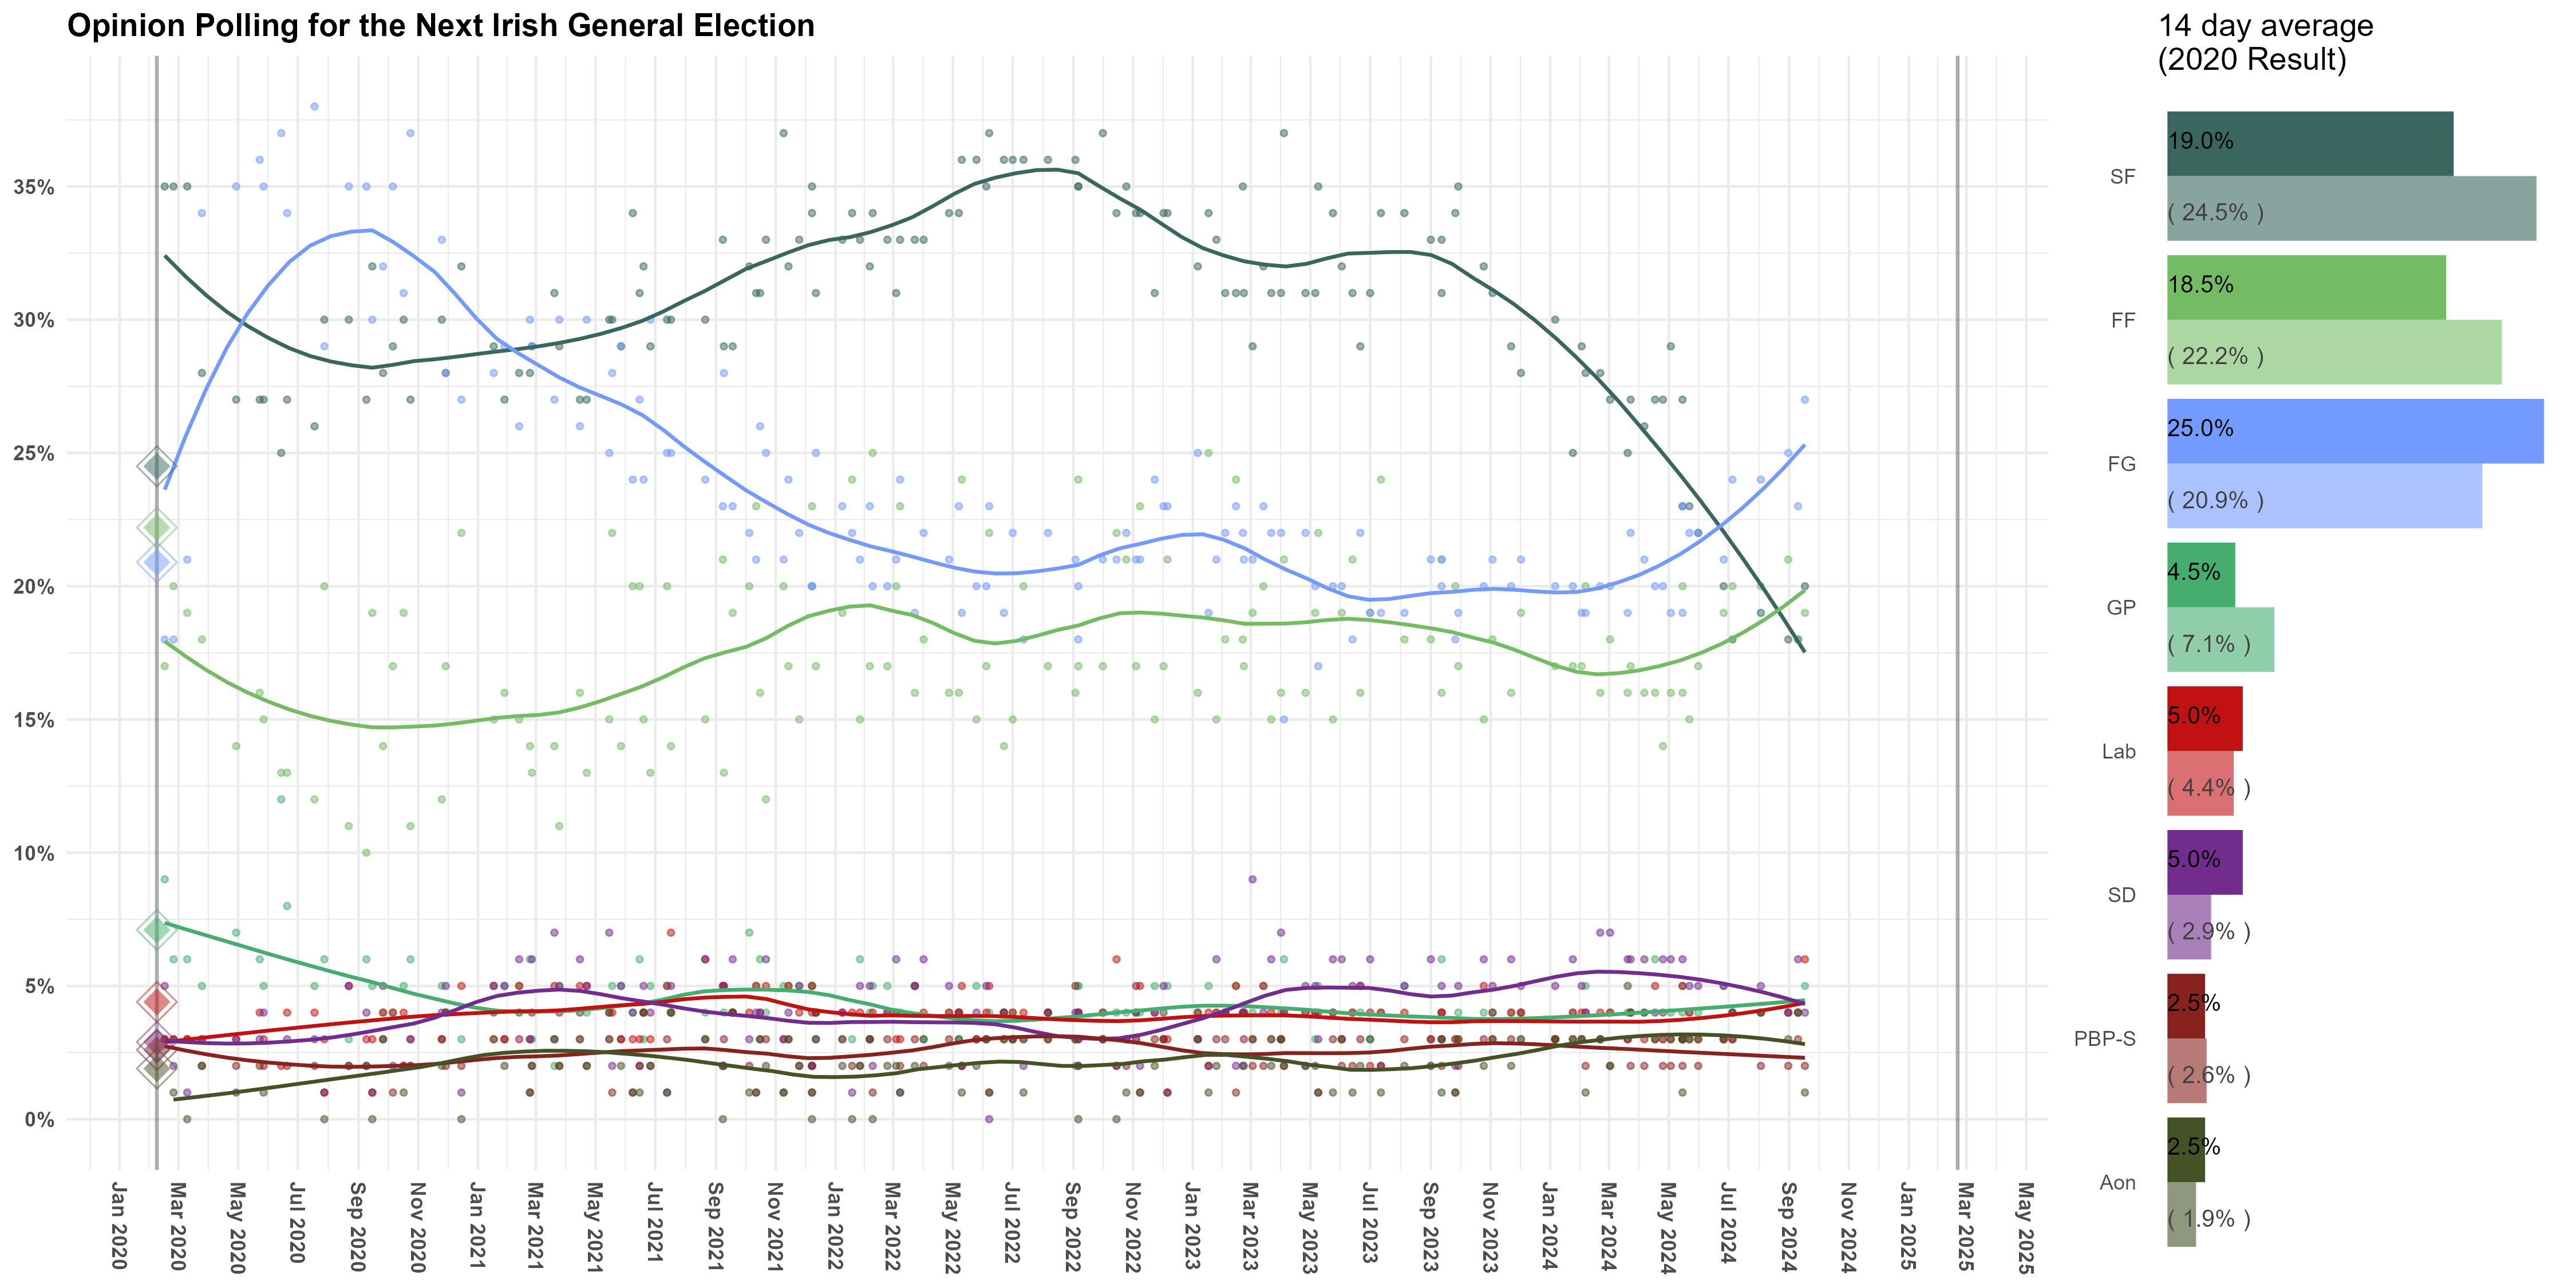 Opinion Polling for the Next Irish General Election
14 day average
(2020 Result)
35%
30%
25%
20%
15%
10%
5%
0%
Jan 2020
Mar 2020
May 2020
Jul 2020
Sep 2020
Nov 2020
Jan 2021
Mar 2021
May 2021
Jul 2021
Sep 2021
Nov 2021
Jan 2022
Mar 2022
May 2022
Jul 2022
Sep 2022
Nov 2022
Jan 2023
Mar 2023
May 2023
Jul 2023
Sep 2023
Nov 2023
Jan 2024
Mar 2024
May 2024
Jul 2024
Sep 2024
Nov 2024
Jan 2025
Mar 2025
May 2025
19.0%
SF
( 24.5% )
18.5%
FF
( 22.2% )
25.0%
FG
( 20.9% )
4.5%
GP
( 7.1% )
5.0%
Lab
( 4.4% )
5.0%
SD
( 2.9% )
2.5%
PBP-S
( 2.6% )
2.5%
Aon
( 1.9% )